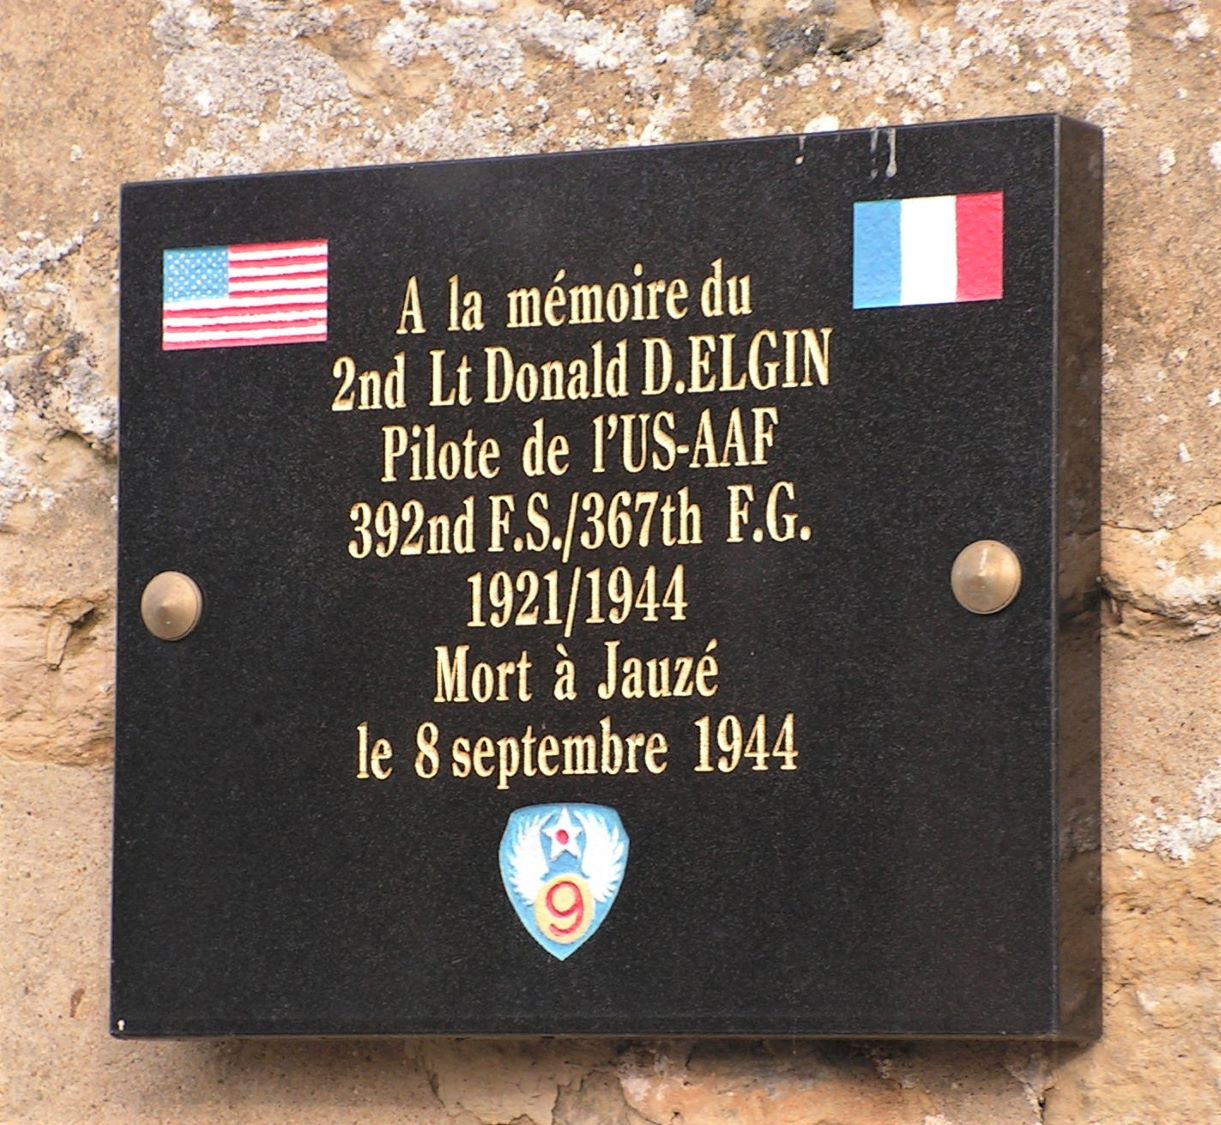 A la mémoire du
2nd Lt Donald D.ELGIN
Pilote de l'US-AAF
392nd F.S./367th F.G.
1921/1944
Mort à Jauzé
le 8 septembre 1944
9